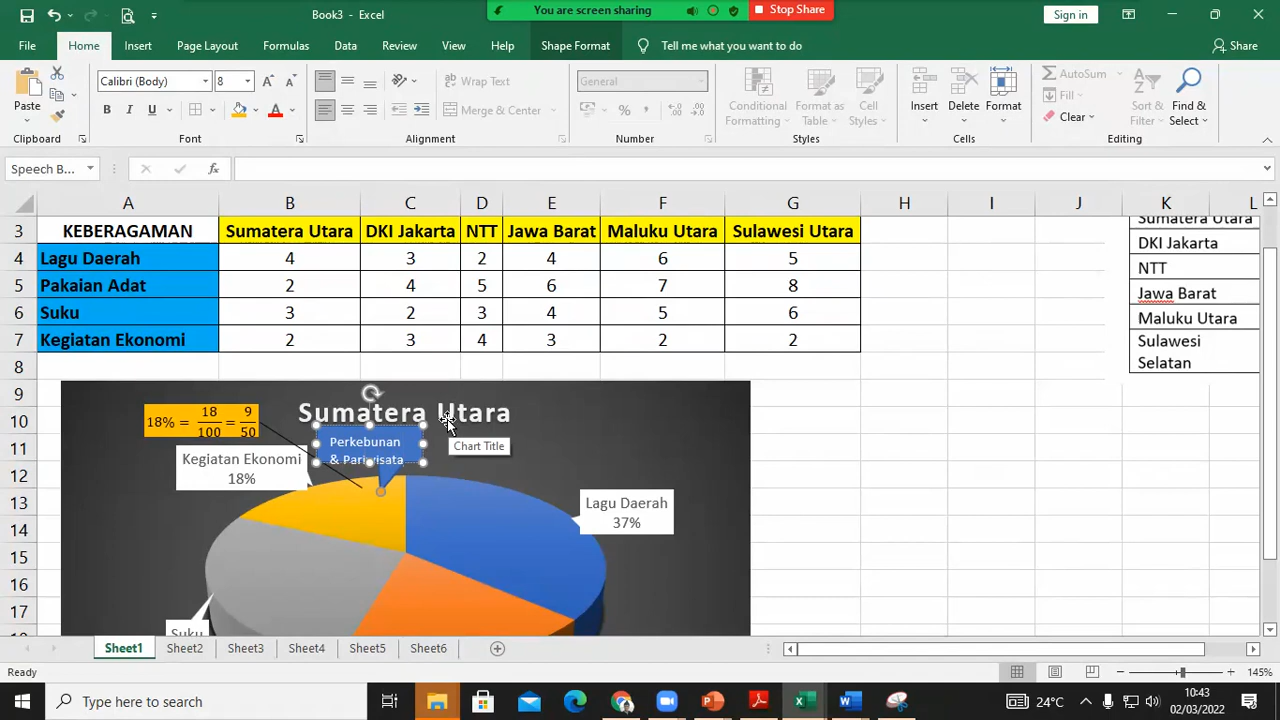 Book3 - Excel
You are screen sharing
Stop Share
Sign in
File
Home
Insert
Page Layout
Formulas
Data
Review
View
Help
Shape Format
Tell me what you want to do
Share
Paste
Calibri (Body)
8
B I U
Wrap Text
Merge & Center
General
Conditional Formatting
Format as Table
Cell Styles
Insert
Delete
Format
AutoSum
Fill
Clear
Sort & Filter
Find & Select
Clipboard
Font
Alignment
Number
Styles
Cells
Editing
Speech B...
fx
A B C D E F G H I J K L
3 KEBERAGAMAN Sumatera Utara DKI Jakarta NTT Jawa Barat Maluku Utara Sulawesi Utara
4 Lagu Daerah 4 3 2 4 6 5
5 Pakaian Adat 2 4 5 6 7 8
6 Suku 3 2 3 4 5 6
7 Kegiatan Ekonomi 2 3 4 3 2 2
Sumatera Utara
DKI Jakarta
NTT
Jawa Barat
Maluku Utara
Sulawesi
Selatan
8
9
10
11
12
13
14
15
16
17
Sumatera Utara
18% = 18/100 = 9/50
Perkebunan
& Pariwisata
Chart Title
Kegiatan Ekonomi
18%
Lagu Daerah
37%
Suku
Sheet1 Sheet2 Sheet3 Sheet4 Sheet5 Sheet6
Ready
145%
Type here to search
24°C
10:43
02/03/2022